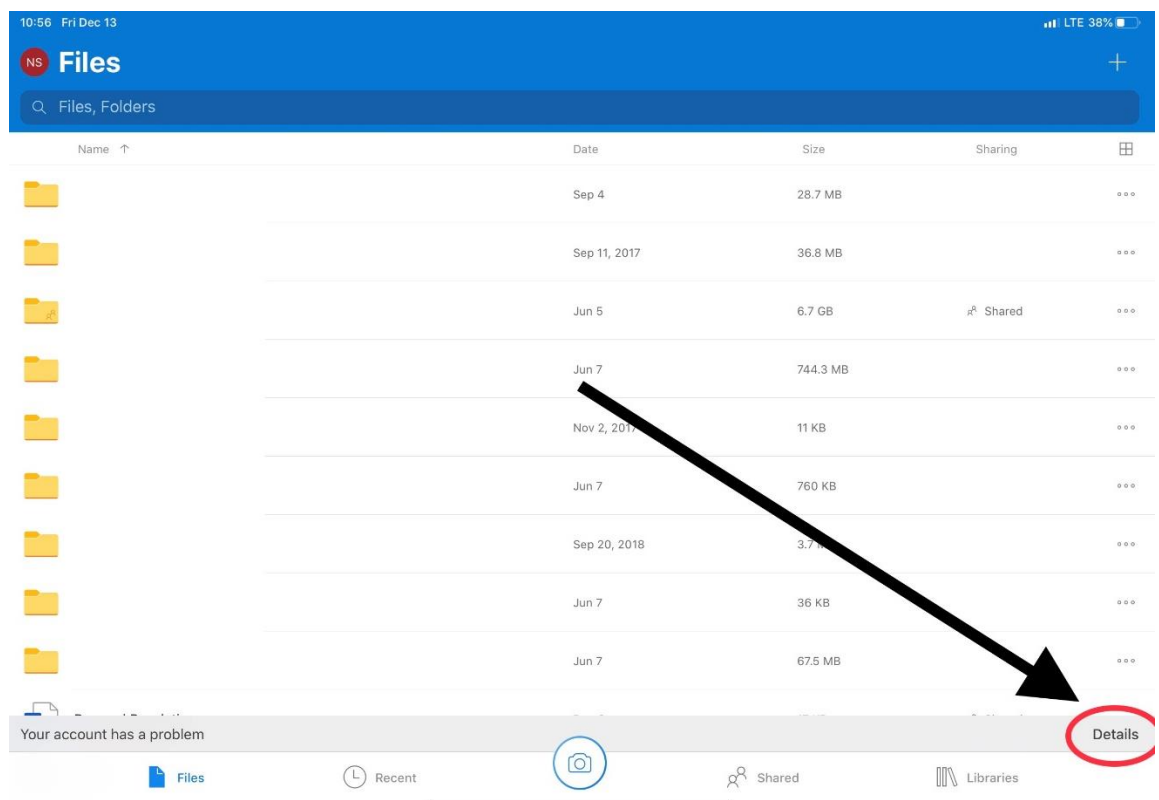 10:56 Fri Dec 13 LTE 38%
NS Files
Files, Folders
Name Date Size Sharing
Sep 4 28.7 MB
Sep 11, 2017 36.8 MB
Jun 5 6.7 GB Shared
Jun 7 744.3 MB
Nov 2, 2017 11 KB
Jun 7 760 KB
Sep 20, 2018 3.7
Jun 7 36 KB
Jun 7 67.5 MB
Your account has a problem Details
Files Recent Shared Libraries